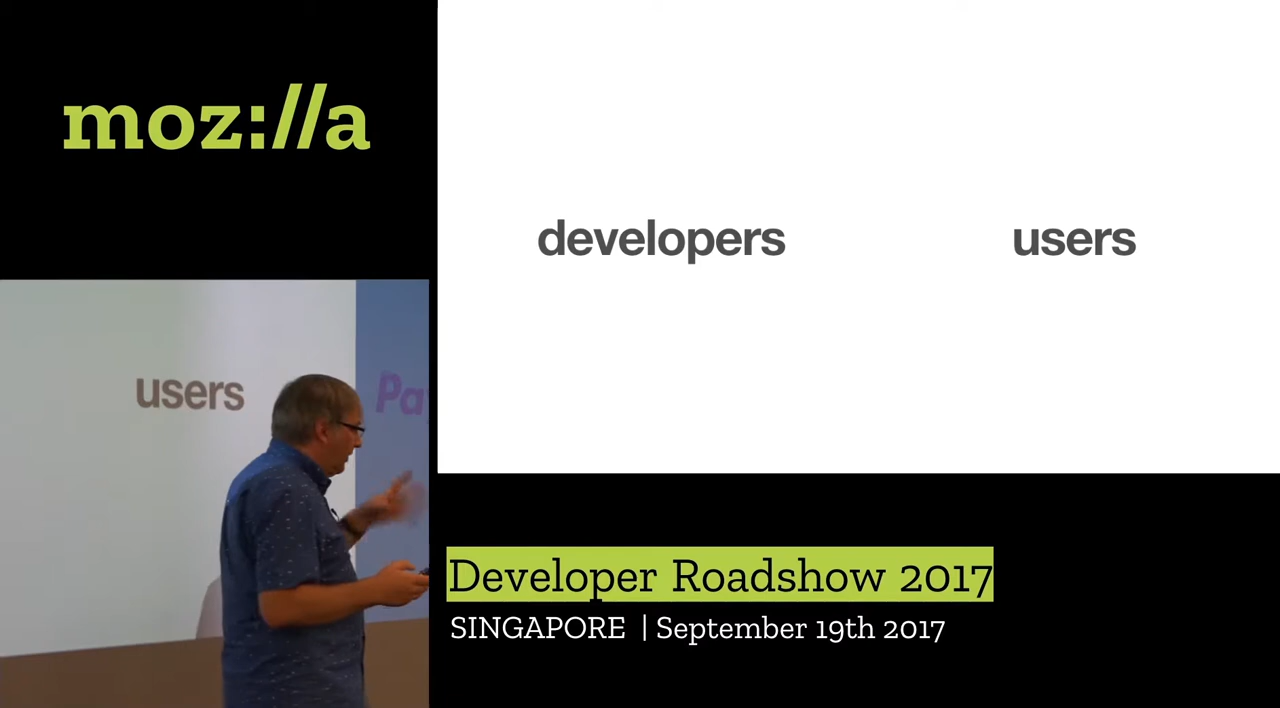 moz://a
developers users
users
Developer Roadshow 2017
SINGAPORE | September 19th 2017